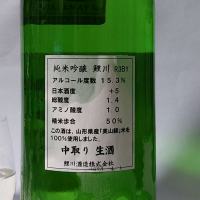 純米吟醸 鯉川 R3BY
アルコール度数 15.3%
日本酒度 +5
総酸度 1.4
アミノ酸度 1.0
精米歩合 50%
この酒は、山形県産「美山錦」米を
100%使用しました。
中取り 生酒
鯉川酒造株式会社